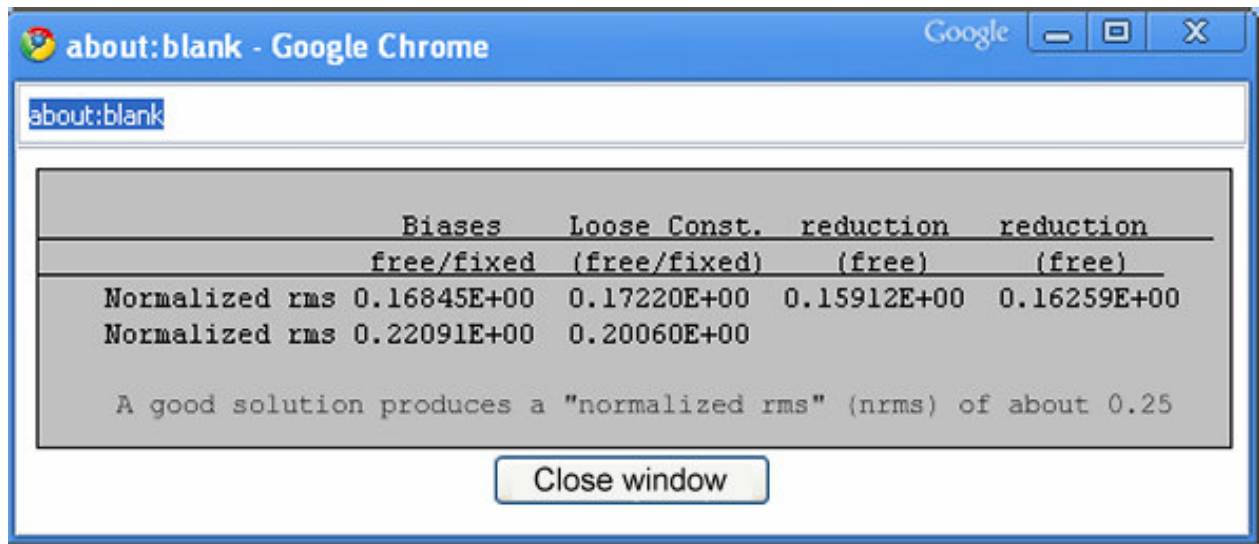 about:blank - Google Chrome Google
about:blank
Biases Loose Const. reduction reduction
free/fixed (free/fixed) (free) (free)
Normalized rms 0.16845E+00 0.17220E+00 0.15912E+00 0.16259E+00
Normalized rms 0.22091E+00 0.20060E+00
A good solution produces a "normalized rms" (nrms) of about 0.25
Close window